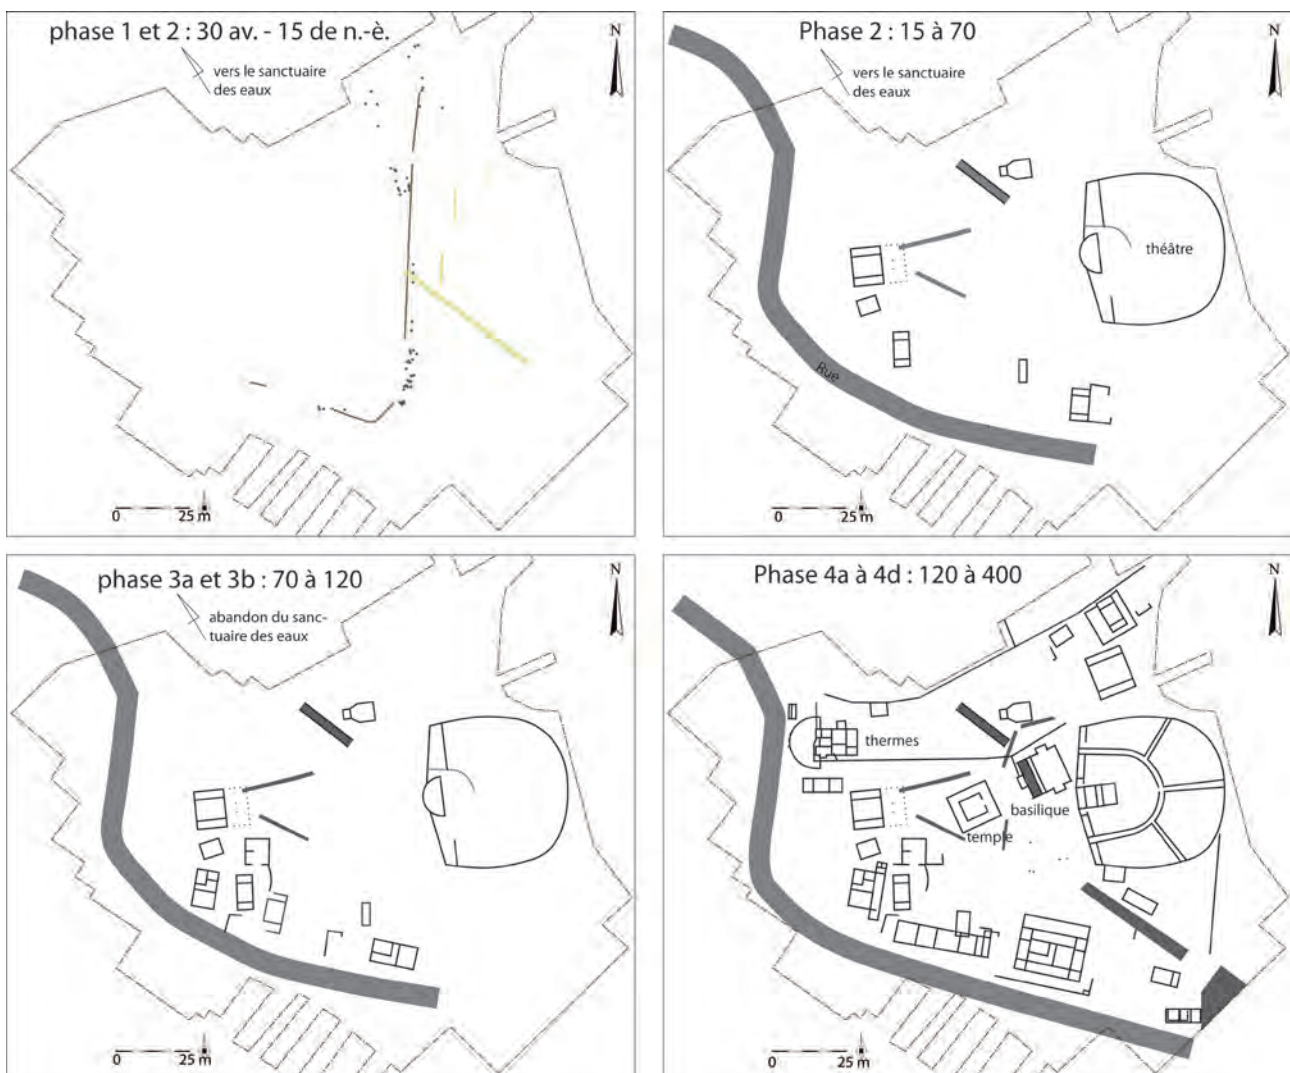 phase 1 et 2 : 30 av. - 15 de n.-è.
N
vers le sanctuaire
des eaux
0 25 m
Phase 2 : 15 à 70
N
vers le sanctuaire
des eaux
théâtre
Rue
0 25 m
phase 3a et 3b : 70 à 120
N
abandon du sanc-
tuaire des eaux
0 25 m
Phase 4a à 4d : 120 à 400
N
thermes
basilique
temple
0 25 m